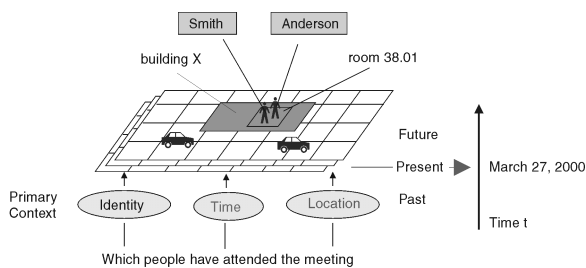 Smith
Anderson
building X
room 38.01
Future
Present
March 27, 2000
Past
Primary
Context
Identity
Time
Location
Time t
Which people have attended the meeting